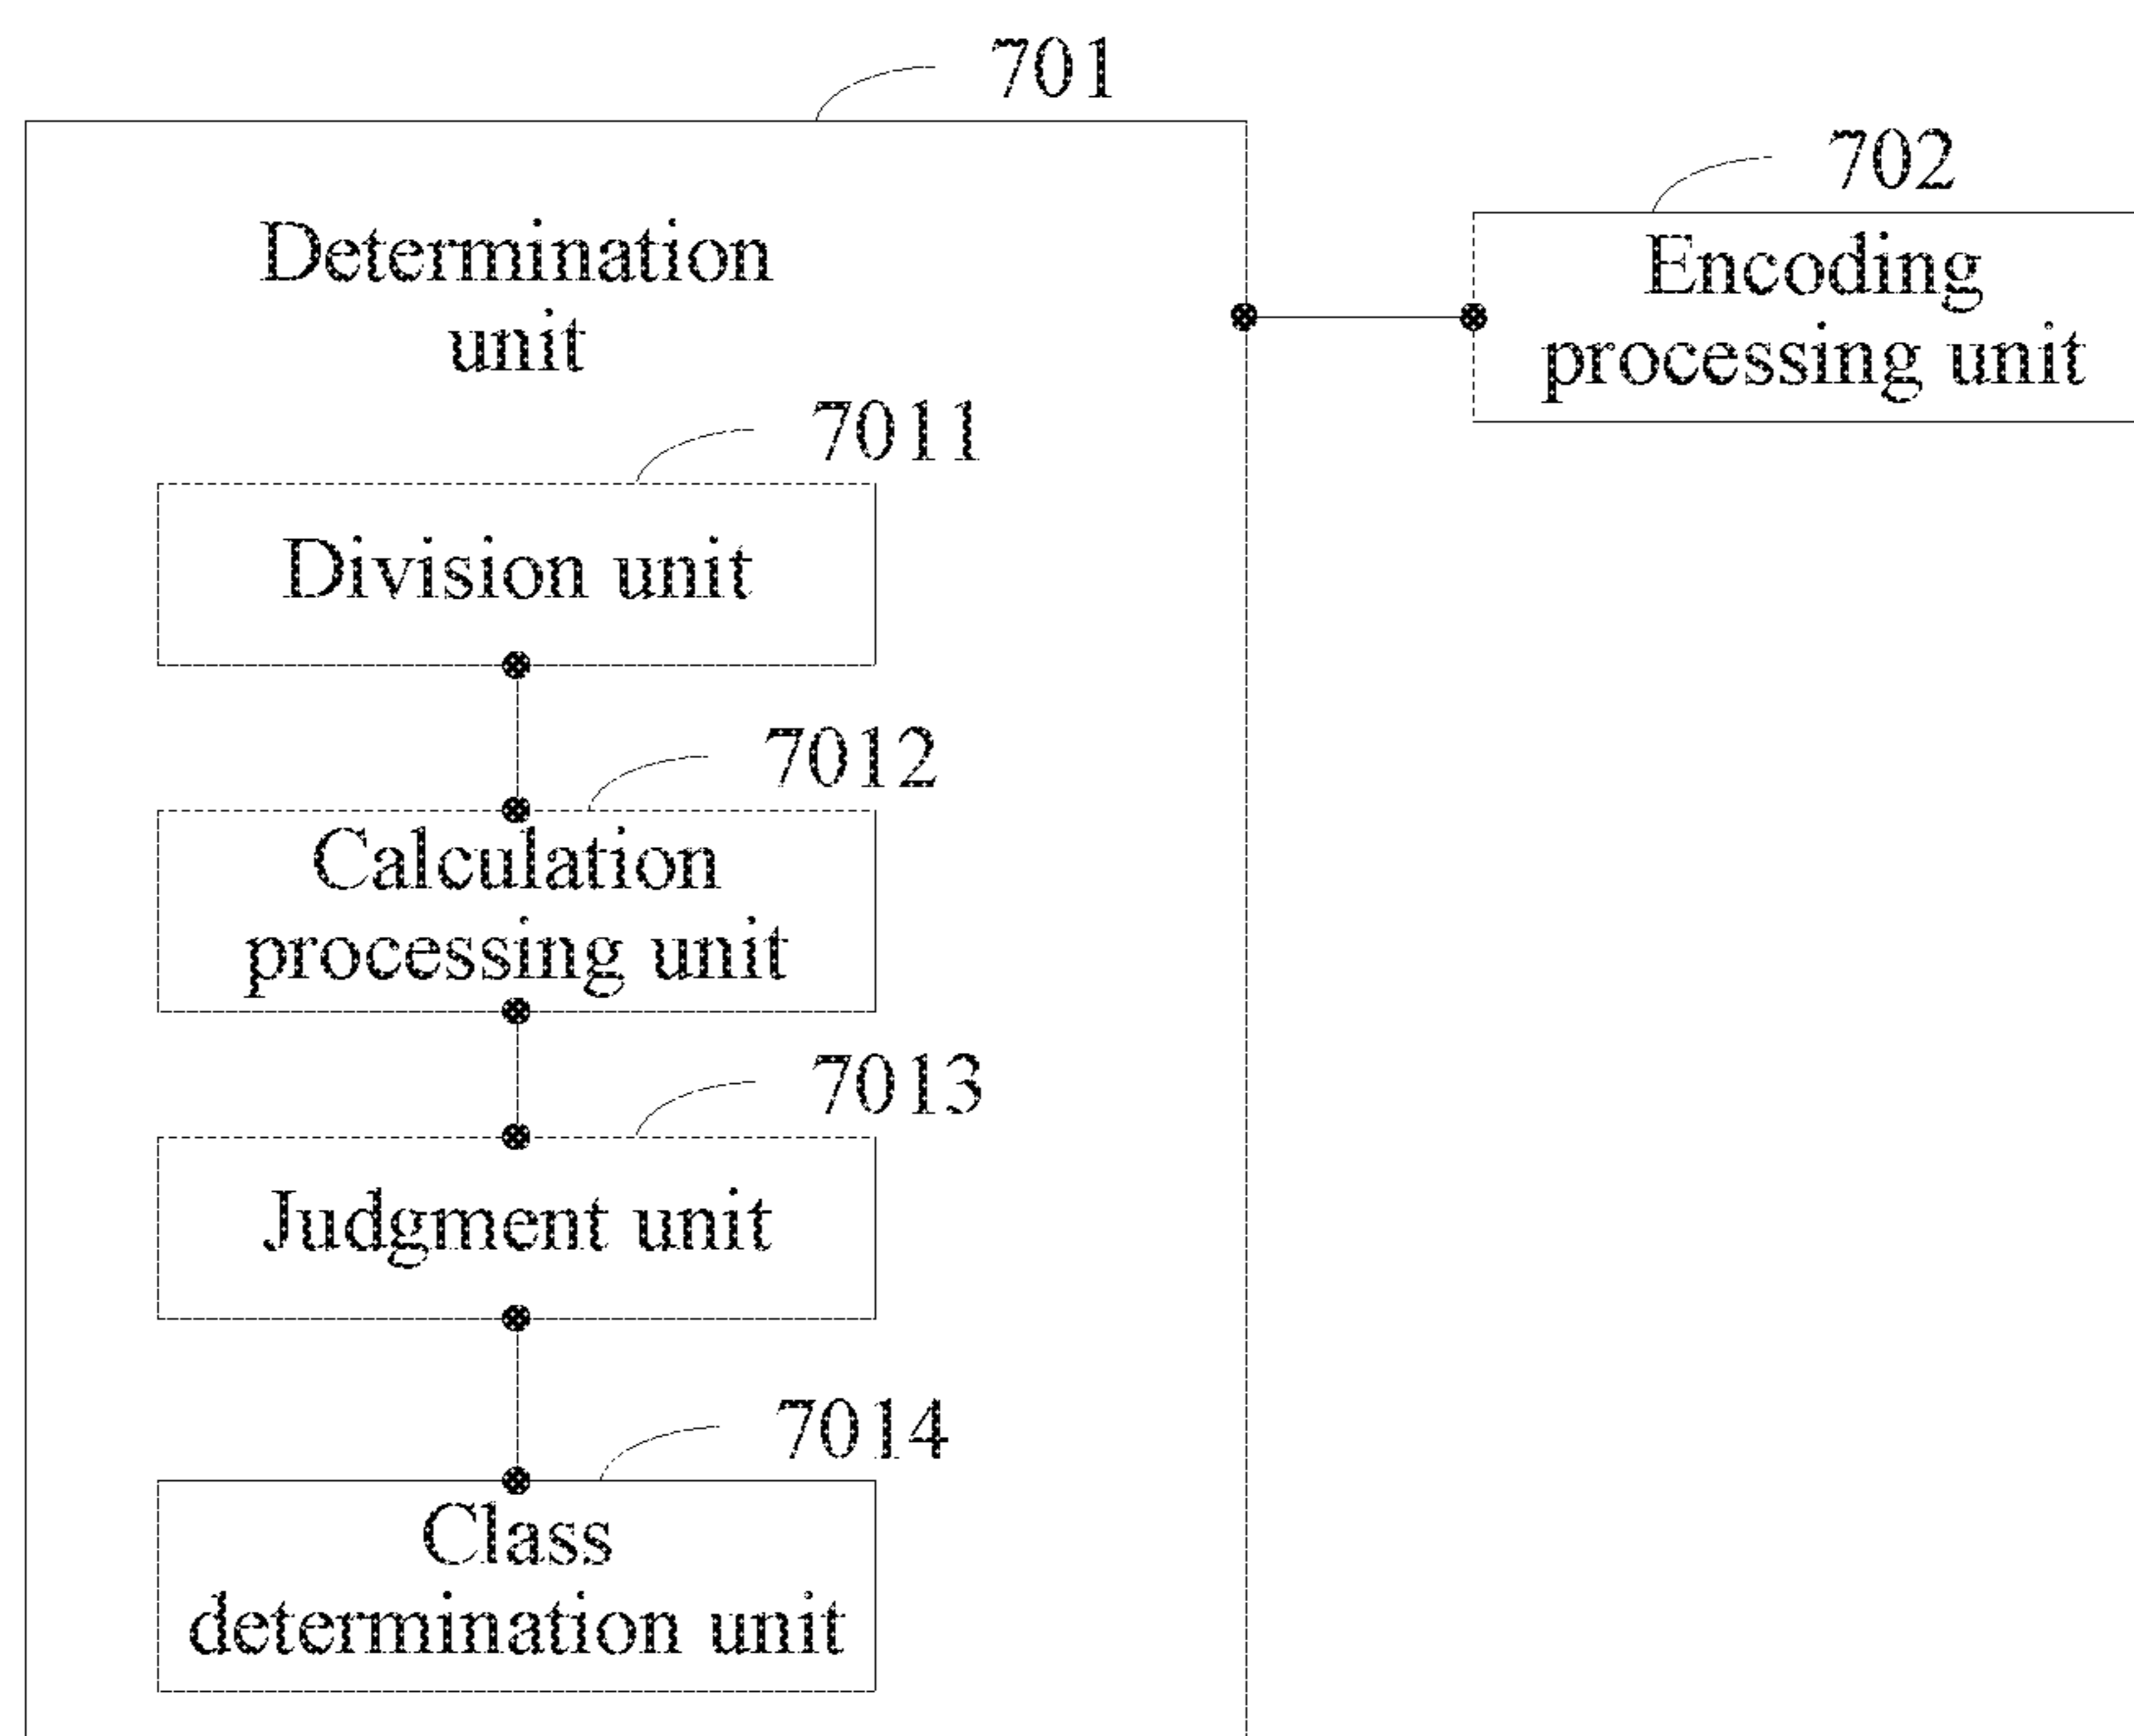 701
702
Determination
unit
Encoding
processing unit
7011
Division unit
7012
Calculation
processing unit
7013
Judgment unit
7014
Class
determination unit